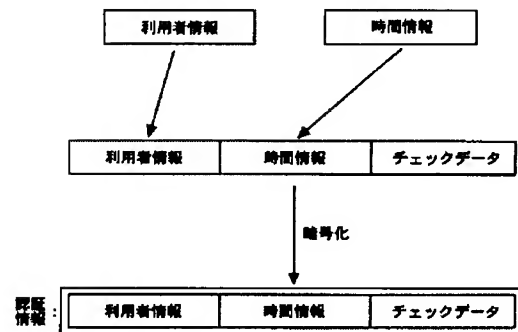 利用者情報 時間情報
利用者情報 時間情報 チェックデータ
暗号化
認証
情報 :
利用者情報 時間情報 チェックデータ